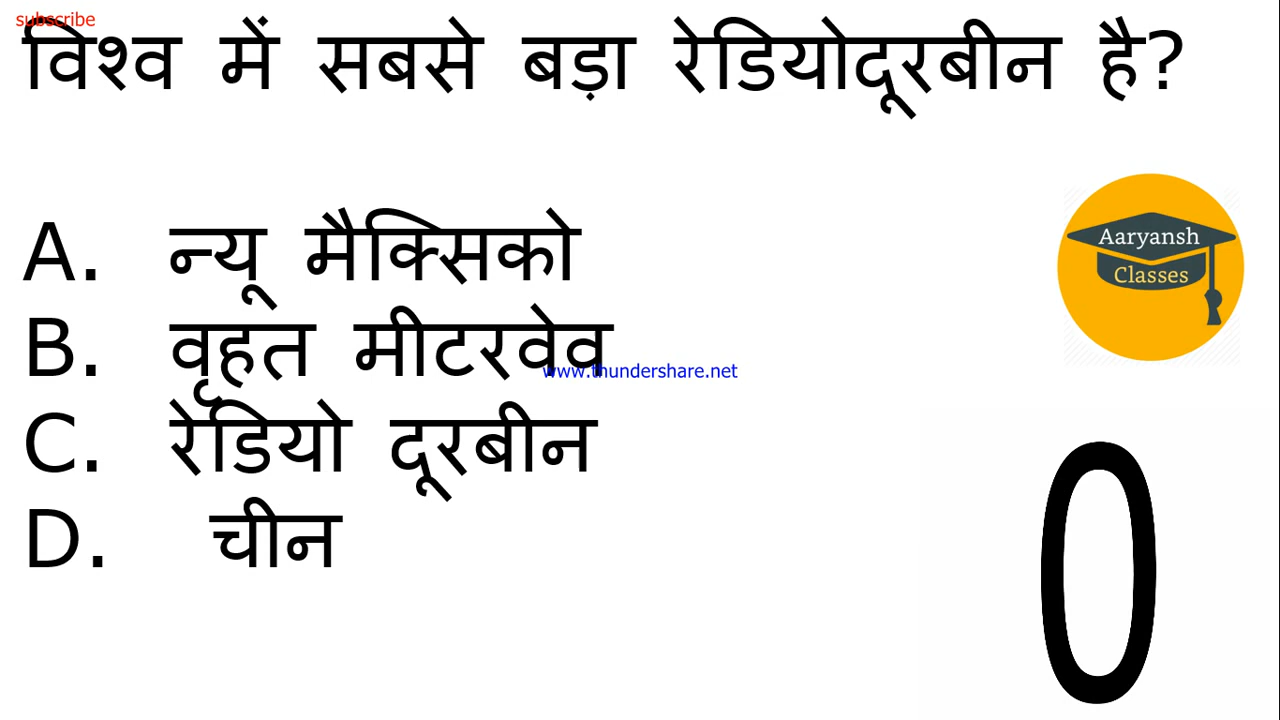 subscribe
विश्व में सबसे बड़ा रेडियोदूरबीन है?
A. न्यू मैक्सिको
B. वृहत मीटरवेव
C. रेडियो दूरबीन
D. चीन
www.thundershare.net
Aaryansh
Classes
0